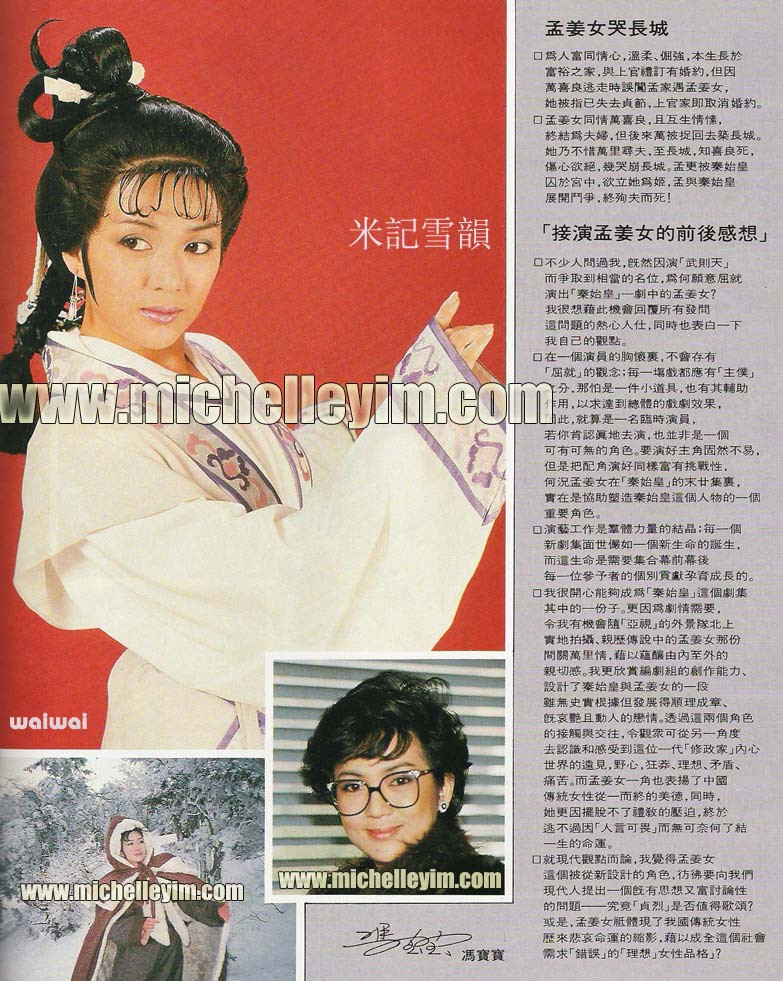 孟姜女哭長城
□爲人富同情心，溫柔、倔強，本生長於
富裕之家，與上官禮訂有婚約，但因
萬喜良逃走時誤闖孟家遇孟姜女，
她被指已失去貞節，上官家即取消婚約。
□孟姜女同情萬喜良，且互生情愫，
終結爲夫婦，但後來萬被捉回去築長城。
她乃不惜萬里尋夫，至長城，知喜良死，
傷心欲絕，幾哭崩長城。孟更被秦始皇
囚於宮中，欲立她爲姬，孟與秦始皇
展開鬥爭，終殉夫而死！
「接演孟姜女的前後感想」
□不少人問過我，旣然因演「武則天」
而爭取到相當的名位，爲何願意屈就
演出「秦始皇」一劇中的孟姜女？
我很想藉此機會回覆所有發問
這問題的熱心人仕，同時也表白一下
我自己的觀點。
□在一個演員的胸懷裏，不會存有
「屈就」的觀念；每一塲戲都應有「主僕」
之分，那怕是一件小道具，也有其輔助
作用，以求達到總體的戲劇效果，
因此，就算是一名臨時演員，
若你肯認眞地去演，也並非是一個
可有可無的角色。要演好主角固然不易，
但是把配角演好同樣富有挑戰性，
何況孟姜女在「秦始皇」的末廿集裏，
實在是協助塑造秦始皇這個人物的一個
重要角色。
□演藝工作是羣體力量的結晶；每一個
新劇集面世儼如一個新生命的誕生，
而這生命是需要集合幕前幕後
每一位參予者的個別貢獻孕育成長的。
□我很開心能夠成爲「秦始皇」這個劇集
其中的一份子。更因爲劇情需要，
令我有機會隨「亞視」的外景隊北上
實地拍攝、親歷傳說中的孟姜女那份
間關萬里情，藉以蘊釀由內至外的
親切感。我更欣賞編劇組的創作能力、
設計了秦始皇與孟姜女的一段
雖無史實根據但發展得順理成章、
旣哀艷且動人的戀情。透過這兩個角色
的接觸與交往，令觀衆可從另一角度
去認識和感受到這位一代「修政家」內心
世界的遠見，野心，狂莽、理想、矛盾、
痛苦。而孟姜女一角也表揚了中國
傳統女性從一而終的美德，同時，
她更因擺脫不了禮敎的壓迫，終於
逃不過因「人言可畏」而無可奈何了結
一生的命運。
□就現代觀點而論，我覺得孟姜女
這個被從新設計的角色，彷彿要向我們
現代人提出一個旣有思想又富討論性
的問題——究竟「貞烈」是否值得歌頌？
或是，孟姜女祇體現了我國傳統女性
歷來悲哀命運的縮影，藉以成全這個社會
需求「錯誤」的「理想」女性品格？
米記雪韻
www.michelleyim.com
waiwai
www.michelleyim.com
www.michelleyim.com
馮寶寶